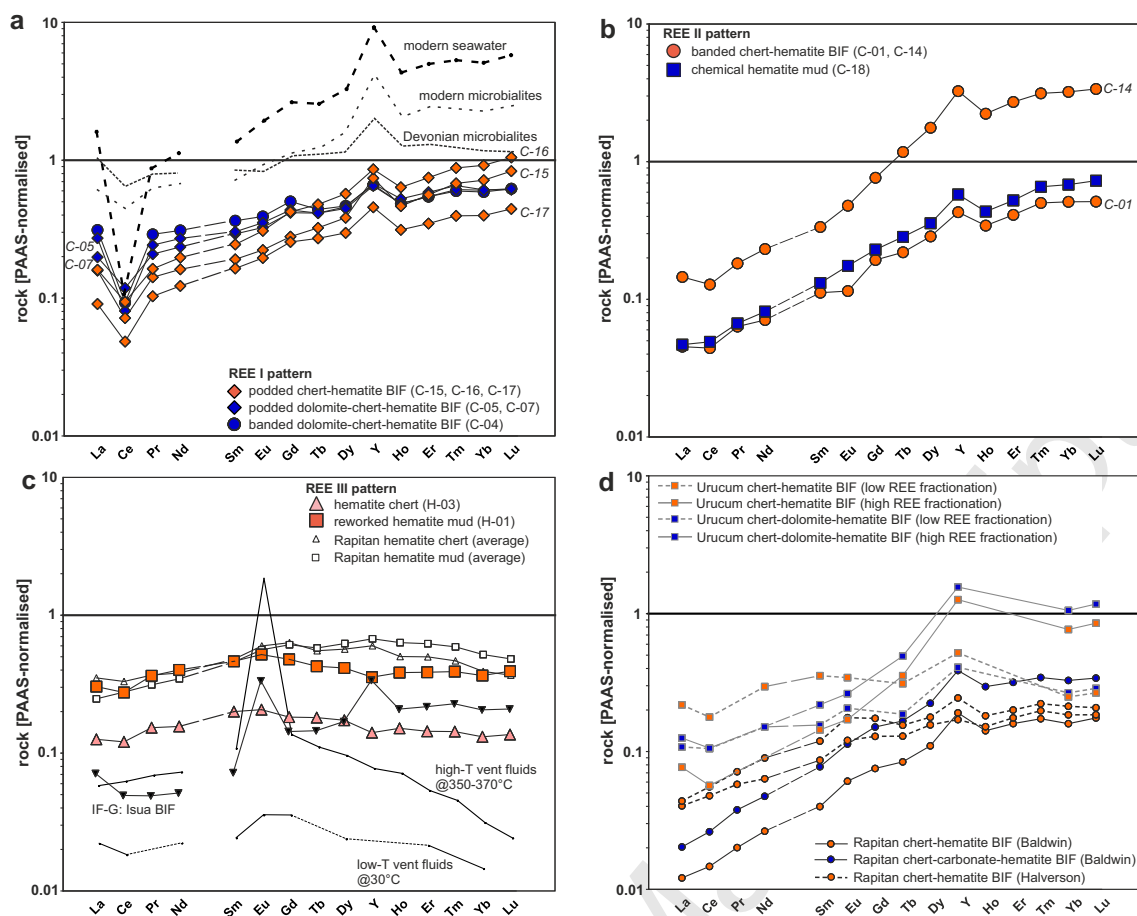 a
REE I pattern
modern seawater
modern microbialites
Devonian microbialites
C-16
C-15
C-17
C-05
C-07
rock [PAAS-normalised]
10
1
0.1
0.01
podded chert-hematite BIF (C-15, C-16, C-17)
podded dolomite-chert-hematite BIF (C-05, C-07)
banded dolomite-chert-hematite BIF (C-04)
La Ce Pr Nd Sm Eu Gd Tb Dy Y Ho Er Tm Yb Lu
b
REE II pattern
banded chert-hematite BIF (C-01, C-14)
chemical hematite mud (C-18)
C-14
C-01
rock [PAAS-normalised]
10
1
0.1
0.01
La Ce Pr Nd Sm Eu Gd Tb Dy Y Ho Er Tm Yb Lu
c
REE III pattern
hematite chert (H-03)
reworked hematite mud (H-01)
Rapitan hematite chert (average)
Rapitan hematite mud (average)
rock [PAAS-normalised]
10
1
0.1
0.01
IF-G: Isua BIF
high-T vent fluids
@350-370°C
low-T vent fluids
@30°C
La Ce Pr Nd Sm Eu Gd Tb Dy Y Ho Er Tm Yb Lu
d
Urucum chert-hematite BIF (low REE fractionation)
Urucum chert-hematite BIF (high REE fractionation)
Urucum chert-dolomite-hematite BIF (low REE fractionation)
Urucum chert-dolomite-hematite BIF (high REE fractionation)
rock [PAAS-normalised]
10
1
0.1
0.01
Rapitan chert-hematite BIF (Baldwin)
Rapitan chert-carbonate-hematite BIF (Baldwin)
Rapitan chert-hematite BIF (Halverson)
La Ce Pr Nd Sm Eu Gd Tb Dy Y Ho Er Tm Yb Lu